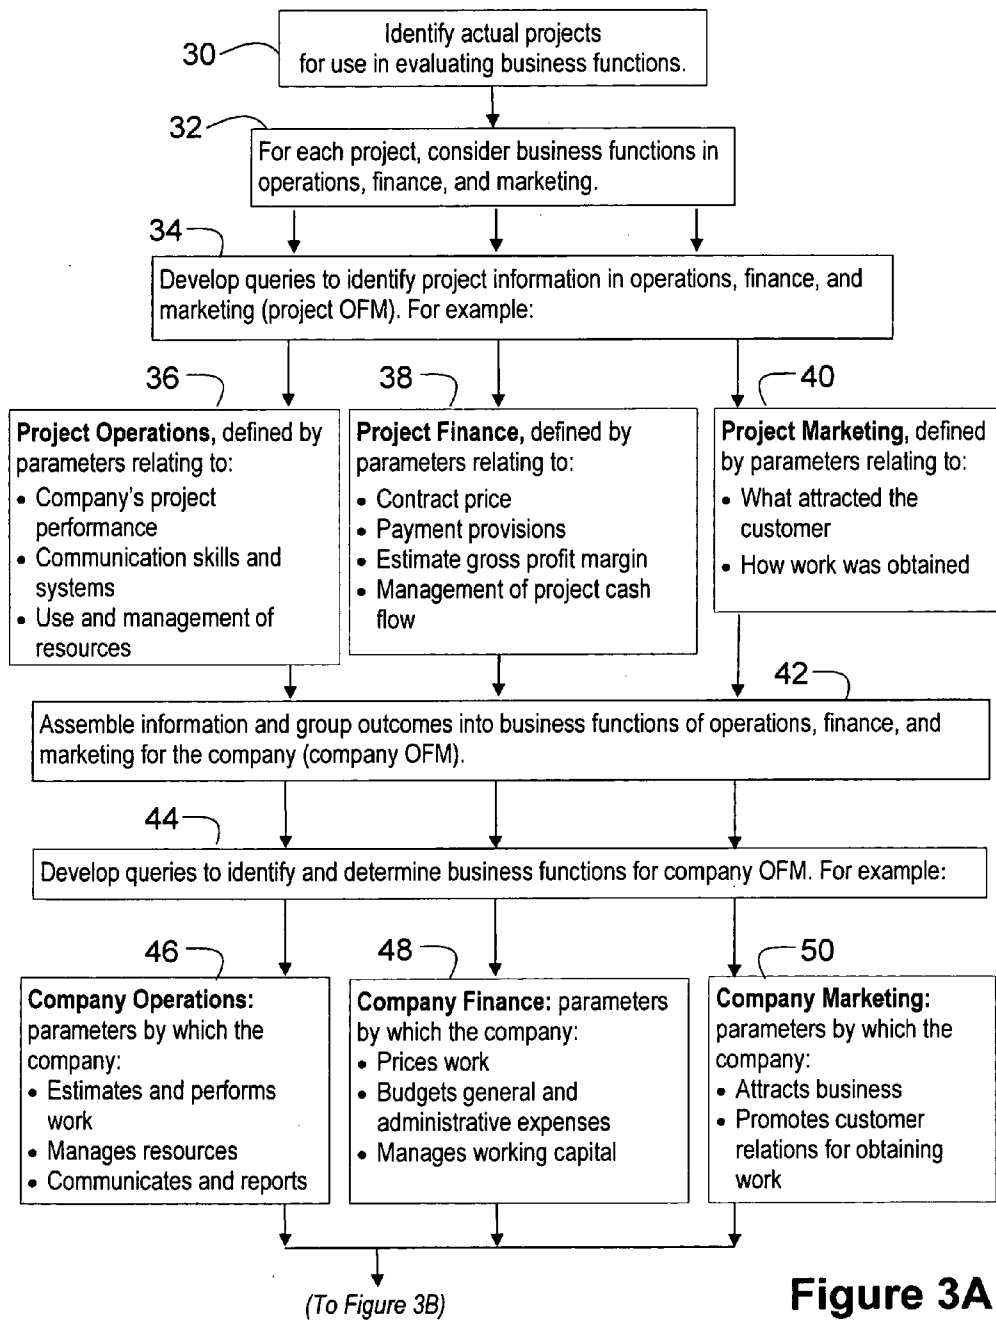 30
Identify actual projects
for use in evaluating business functions.
32
For each project, consider business functions in
operations, finance, and marketing.
34
Develop queries to identify project information in operations, finance, and
marketing (project OFM). For example:
36
Project Operations, defined by
parameters relating to:
• Company's project
performance
• Communication skills and
systems
• Use and management of
resources
38
Project Finance, defined by
parameters relating to:
• Contract price
• Payment provisions
• Estimate gross profit margin
• Management of project cash
flow
40
Project Marketing, defined
by parameters relating to:
• What attracted the
customer
• How work was obtained
42
Assemble information and group outcomes into business functions of operations, finance, and
marketing for the company (company OFM).
44
Develop queries to identify and determine business functions for company OFM. For example:
46
Company Operations:
parameters by which the
company:
• Estimates and performs
work
• Manages resources
• Communicates and reports
48
Company Finance: parameters
by which the company:
• Prices work
• Budgets general and
administrative expenses
• Manages working capital
50
Company Marketing:
parameters by which the
company:
• Attracts business
• Promotes customer
relations for obtaining
work
(To Figure 3B)
Figure 3A